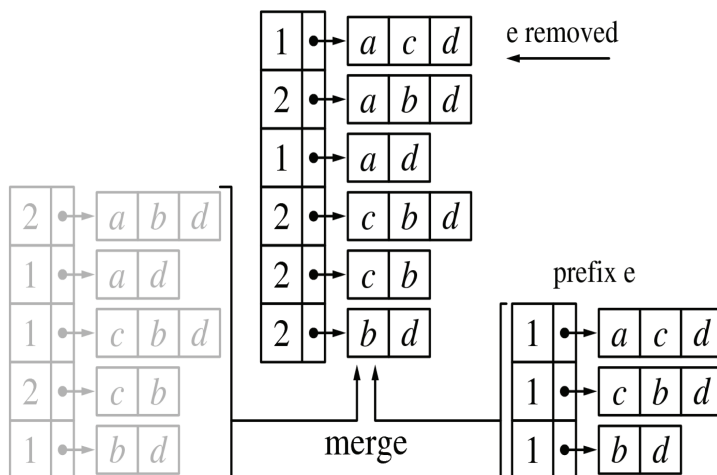 1 a c d
e removed
2 a b d
1 a d
2 a b d
2 c b d
1 a d
2 c b
prefix e
1 c b d
2 b d
1 a c d
2 c b
1 c b d
1 b d
merge
1 b d